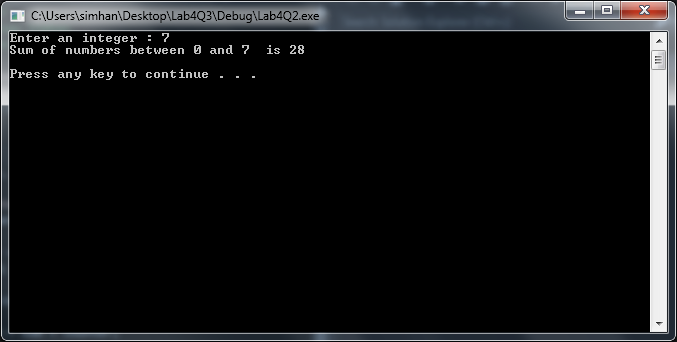 C:\Users\simhan\Desktop\Lab4Q3\Debug\Lab4Q2.exe
Enter an integer : 7
Sum of numbers between 0 and 7  is 28
Press any key to continue . . .